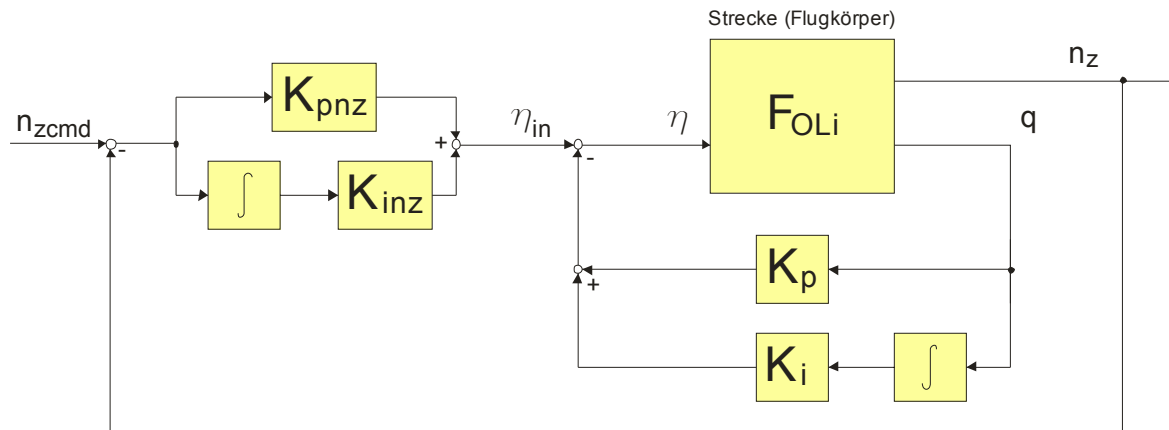 Strecke (Flugkörper)
n_z
K_pnz
n_zcmd
-
+
η_in
-
η
F_OLi
q
∫
K_inz
K_p
+
K_i
∫